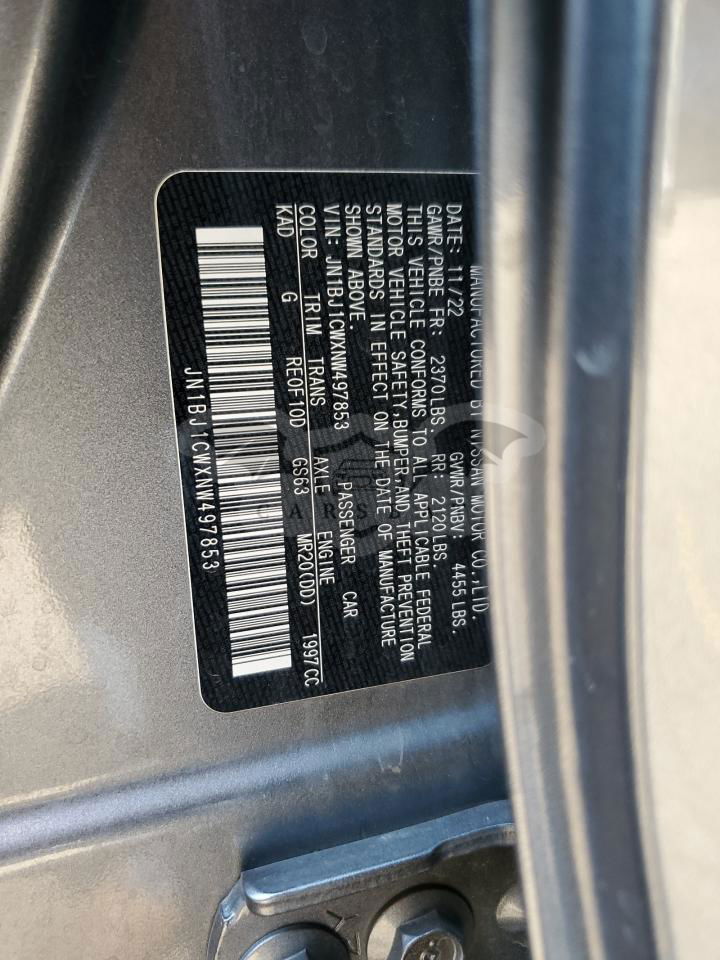 MANUFACTURED BY NISSAN MOTOR CO.,LTD.
DATE: 11/22 GVWR/PNBV: 4455 LBS.
GAWR/PNBE FR: 2370LBS. RR: 2120LBS.
THIS VEHICLE CONFORMS TO ALL APPLICABLE FEDERAL
MOTOR VEHICLE SAFETY,BUMPER,AND THEFT PREVENTION
STANDARDS IN EFFECT ON THE DATE OF MANUFACTURE
SHOWN ABOVE.
VIN: JN1BJ1CWXNW497853 PASSENGER CAR
COLOR TRIM TRANS AXLE ENGINE
KAD G RE0F10D GS63 MR20(DD) 1997CC
JN1BJ1CWXNW497853
CARS